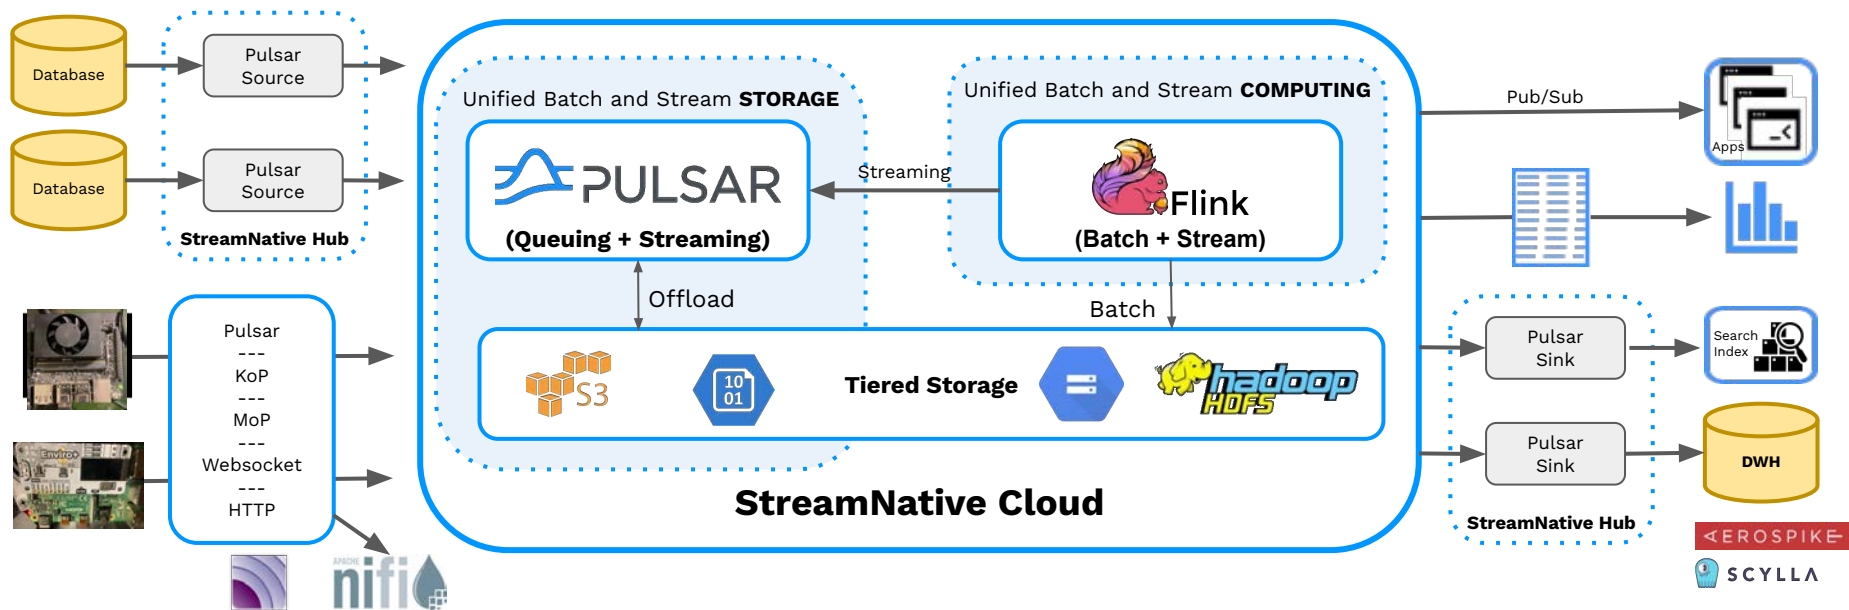 Database
Pulsar
Source
Database
Pulsar
Source
StreamNative Hub
Pulsar
---
KoP
---
MoP
---
Websocket
---
HTTP
Enviro+
APACHE
nifi
Unified Batch and Stream STORAGE
PULSAR
(Queuing + Streaming)
Streaming
Unified Batch and Stream COMPUTING
Flink
(Batch + Stream)
Offload
Batch
S3
10
01
Tiered Storage
hadoop
HDFS
StreamNative Cloud
Pub/Sub
Apps
Pulsar
Sink
Search
Index
Pulsar
Sink
DWH
StreamNative Hub
AEROSPIKE
SCYLLA